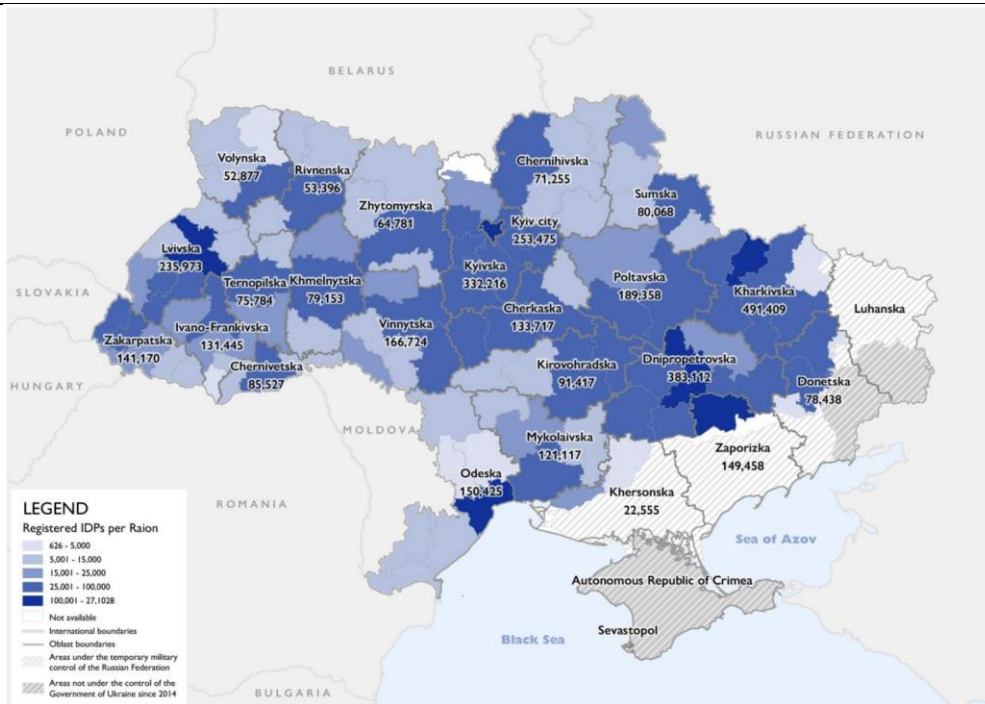 BELARUS
POLAND
RUSSIAN FEDERATION
Volynska
52,877
Rivnenska
53,396
Chernihivska
71,255
Sumska
80,068
Zhytomyrska
64,781
Kyiv city
253,475
Lvivska
235,973
Ternopilska
75,784
Khmelnytska
79,153
Kyivska
332,216
Poltavska
189,358
Kharkivska
491,409
Luhanska
SLOVAKIA
Cherkaska
133,717
Zakarpatska
141,170
Ivano-Frankivska
131,445
Vinnytska
166,724
Chernivetska
85,527
Kirovohradska
91,417
Dnipropetrovska
383,112
Donetska
78,438
HUNGARY
MOLDOVA
Mykolaivska
121,117
Zaporizka
149,458
Odeska
150,425
Khersonska
22,555
ROMANIA
Sea of Azov
Autonomous Republic of Crimea
Sevastopol
Black Sea
BULGARIA
LEGEND
Registered IDPs per Raion
626 - 5,000
5,001 - 15,000
15,001 - 25,000
25,001 - 100,000
100,001 - 27,1028
Not available
International boundaries
Oblast boundaries
Areas under the temporary military
control of the Russian Federation
Areas not under the control of the
Government of Ukraine since 2014